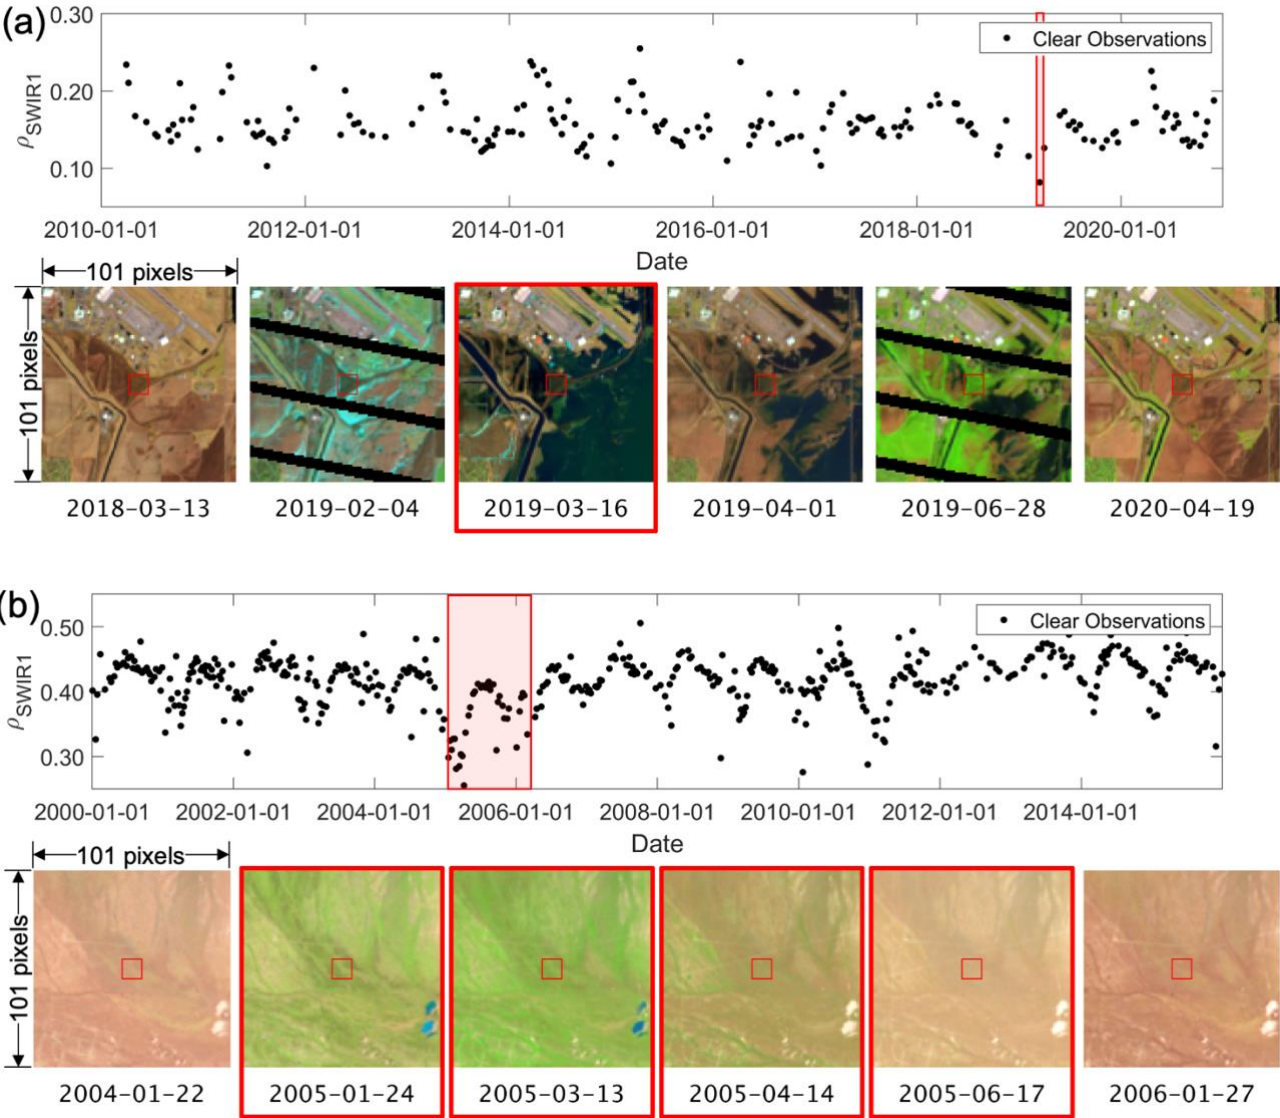 (a)
0.30
0.20
0.10
ρSWIR1
Clear Observations
2010-01-01 2012-01-01 2014-01-01 2016-01-01 2018-01-01 2020-01-01
Date
101 pixels
101 pixels
2018-03-13 2019-02-04 2019-03-16 2019-04-01 2019-06-28 2020-04-19
(b)
0.50
0.40
0.30
ρSWIR1
Clear Observations
2000-01-01 2002-01-01 2004-01-01 2006-01-01 2008-01-01 2010-01-01 2012-01-01 2014-01-01
Date
101 pixels
101 pixels
2004-01-22 2005-01-24 2005-03-13 2005-04-14 2005-06-17 2006-01-27